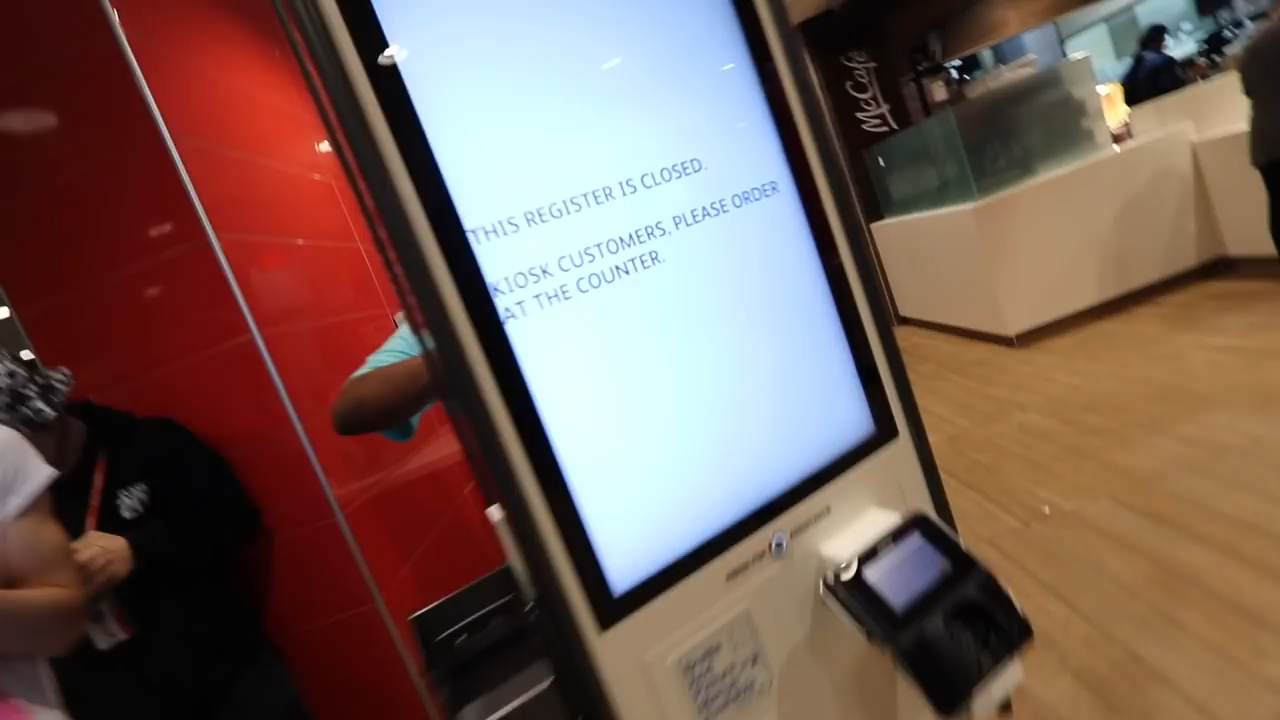 THIS REGISTER IS CLOSED.
KIOSK CUSTOMERS, PLEASE ORDER
AT THE COUNTER.
McCafé